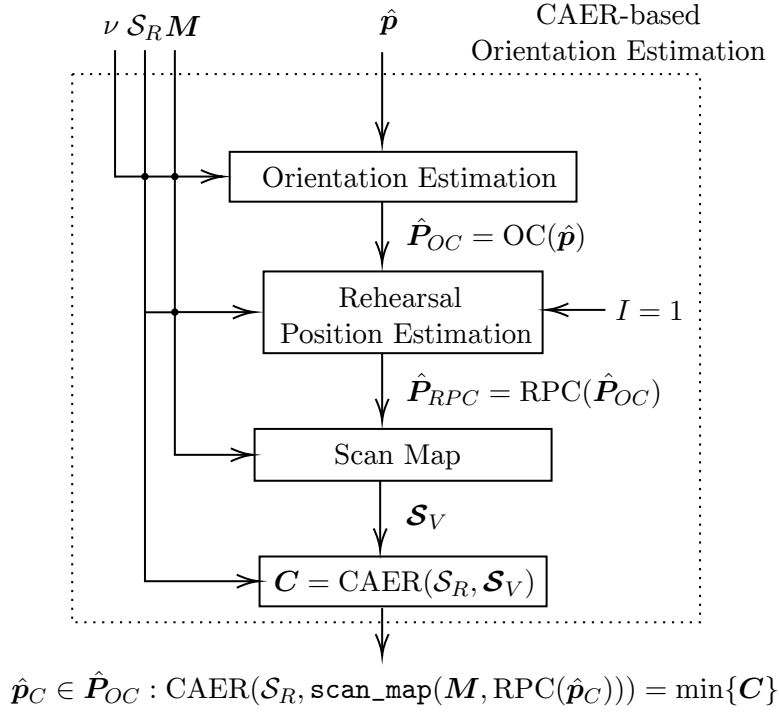 ν 𝒮_R 𝑴
p̂
CAER-based
Orientation Estimation
Orientation Estimation
P̂_OC = OC(p̂)
Rehearsal
Position Estimation
I = 1
P̂_RPC = RPC(P̂_OC)
Scan Map
𝓢_V
C = CAER(𝒮_R, 𝓢_V)
p̂_C ∈ P̂_OC : CAER(𝒮_R, scan_map(M, RPC(p̂_C))) = min{C}